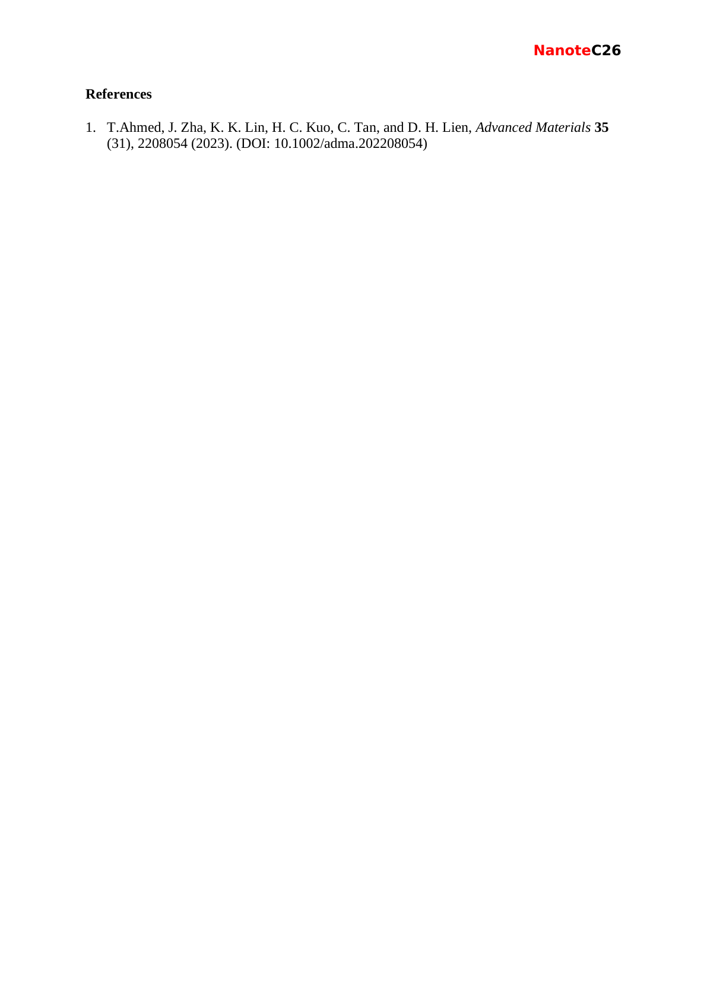 NanoteC26
References
1. T.Ahmed, J. Zha, K. K. Lin, H. C. Kuo, C. Tan, and D. H. Lien, Advanced Materials 35
(31), 2208054 (2023). (DOI: 10.1002/adma.202208054)